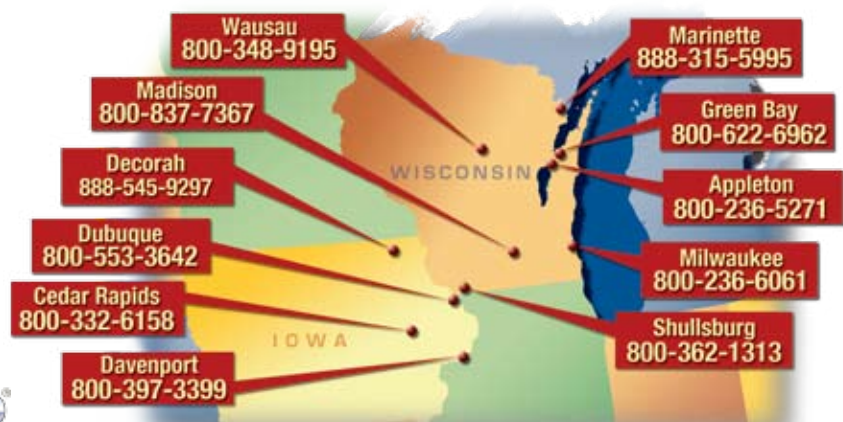 Wausau
800-348-9195
Marinette
888-315-5995
Madison
800-837-7367
Green Bay
800-622-6962
Decorah
888-545-9297
WISCONSIN
Appleton
800-236-5271
Dubuque
800-553-3642
Milwaukee
800-236-6061
Cedar Rapids
800-332-6158
IOWA
Shullsburg
800-362-1313
Davenport
800-397-3399
®